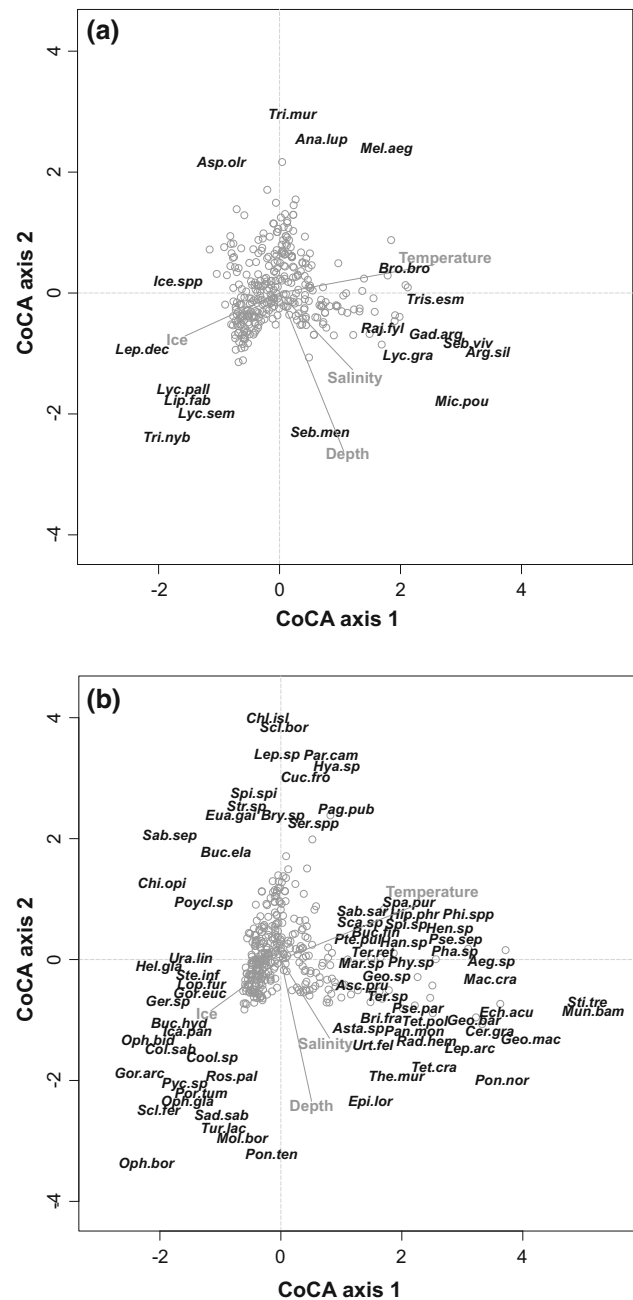 (a)
4
Tri.mur
Ana.lup
Mel.aeg
Asp.olr
2
Temperature
Bro.bro
Ice.spp
0
Tris.esm
CoCA axis 2
Ice
Raj.fyl
Gad.arg
Seb.viv
Lep.dec
Lyc.gra
Arg.sil
Salinity
Lyc.pall
Lip.fab
Mic.pou
Lyc.sem
-2
Tri.nyb
Seb.men
Depth
-4
-2 0 2 4
CoCA axis 1
(b)
4
Chl.isl
Scl.bor
Lep.sp
Par.cam
Hya.sp
Cuc.fro
Spi.spi
Str.sp
Pag.pub
Eua.gai
Bry.sp
Ser.spp
2
Sab.sep
Buc.ela
Chi.opi
Temperature
Poycl.sp
Spa.pur
Sab.sar
Hip.phr
Phi.spp
Sca.sp
Spi.sp
Hen.sp
Buc.fin
Pte.pul
Han.sp
Pse.sep
Ter.ret
Pha.sp
0
Ura.lin
Mar.sp
Phy.sp
Aeg.sp
Hel.gla
Ste.inf
Geo.sp
Mac.cra
Lop.fur
Asc.pru
Gor.euc
Ter.sp
Ger.sp
Pse.par
Sti.tre
CoCA axis 2
Ice
Ech.acu
Mun.bam
Buc.hyd
Bri.fra
Tet.pol
Geo.bar
Ica.pan
Asta.sp
Pan.mon
Cer.gra
Oph.bid
Rad.hem
Geo.mac
Salinity
Urt.fel
Col.sab
Lep.arc
Cool.sp
Tet.cra
Gor.arc
Ros.pal
The.mur
Pyc.sp
Pon.nor
-2
Por.tum
Oph.gla
Depth
Epi.lor
Scl.fer
Sad.sab
Tur.lac
Mol.bor
Pon.ten
Oph.bor
-4
-2 0 2 4
CoCA axis 1